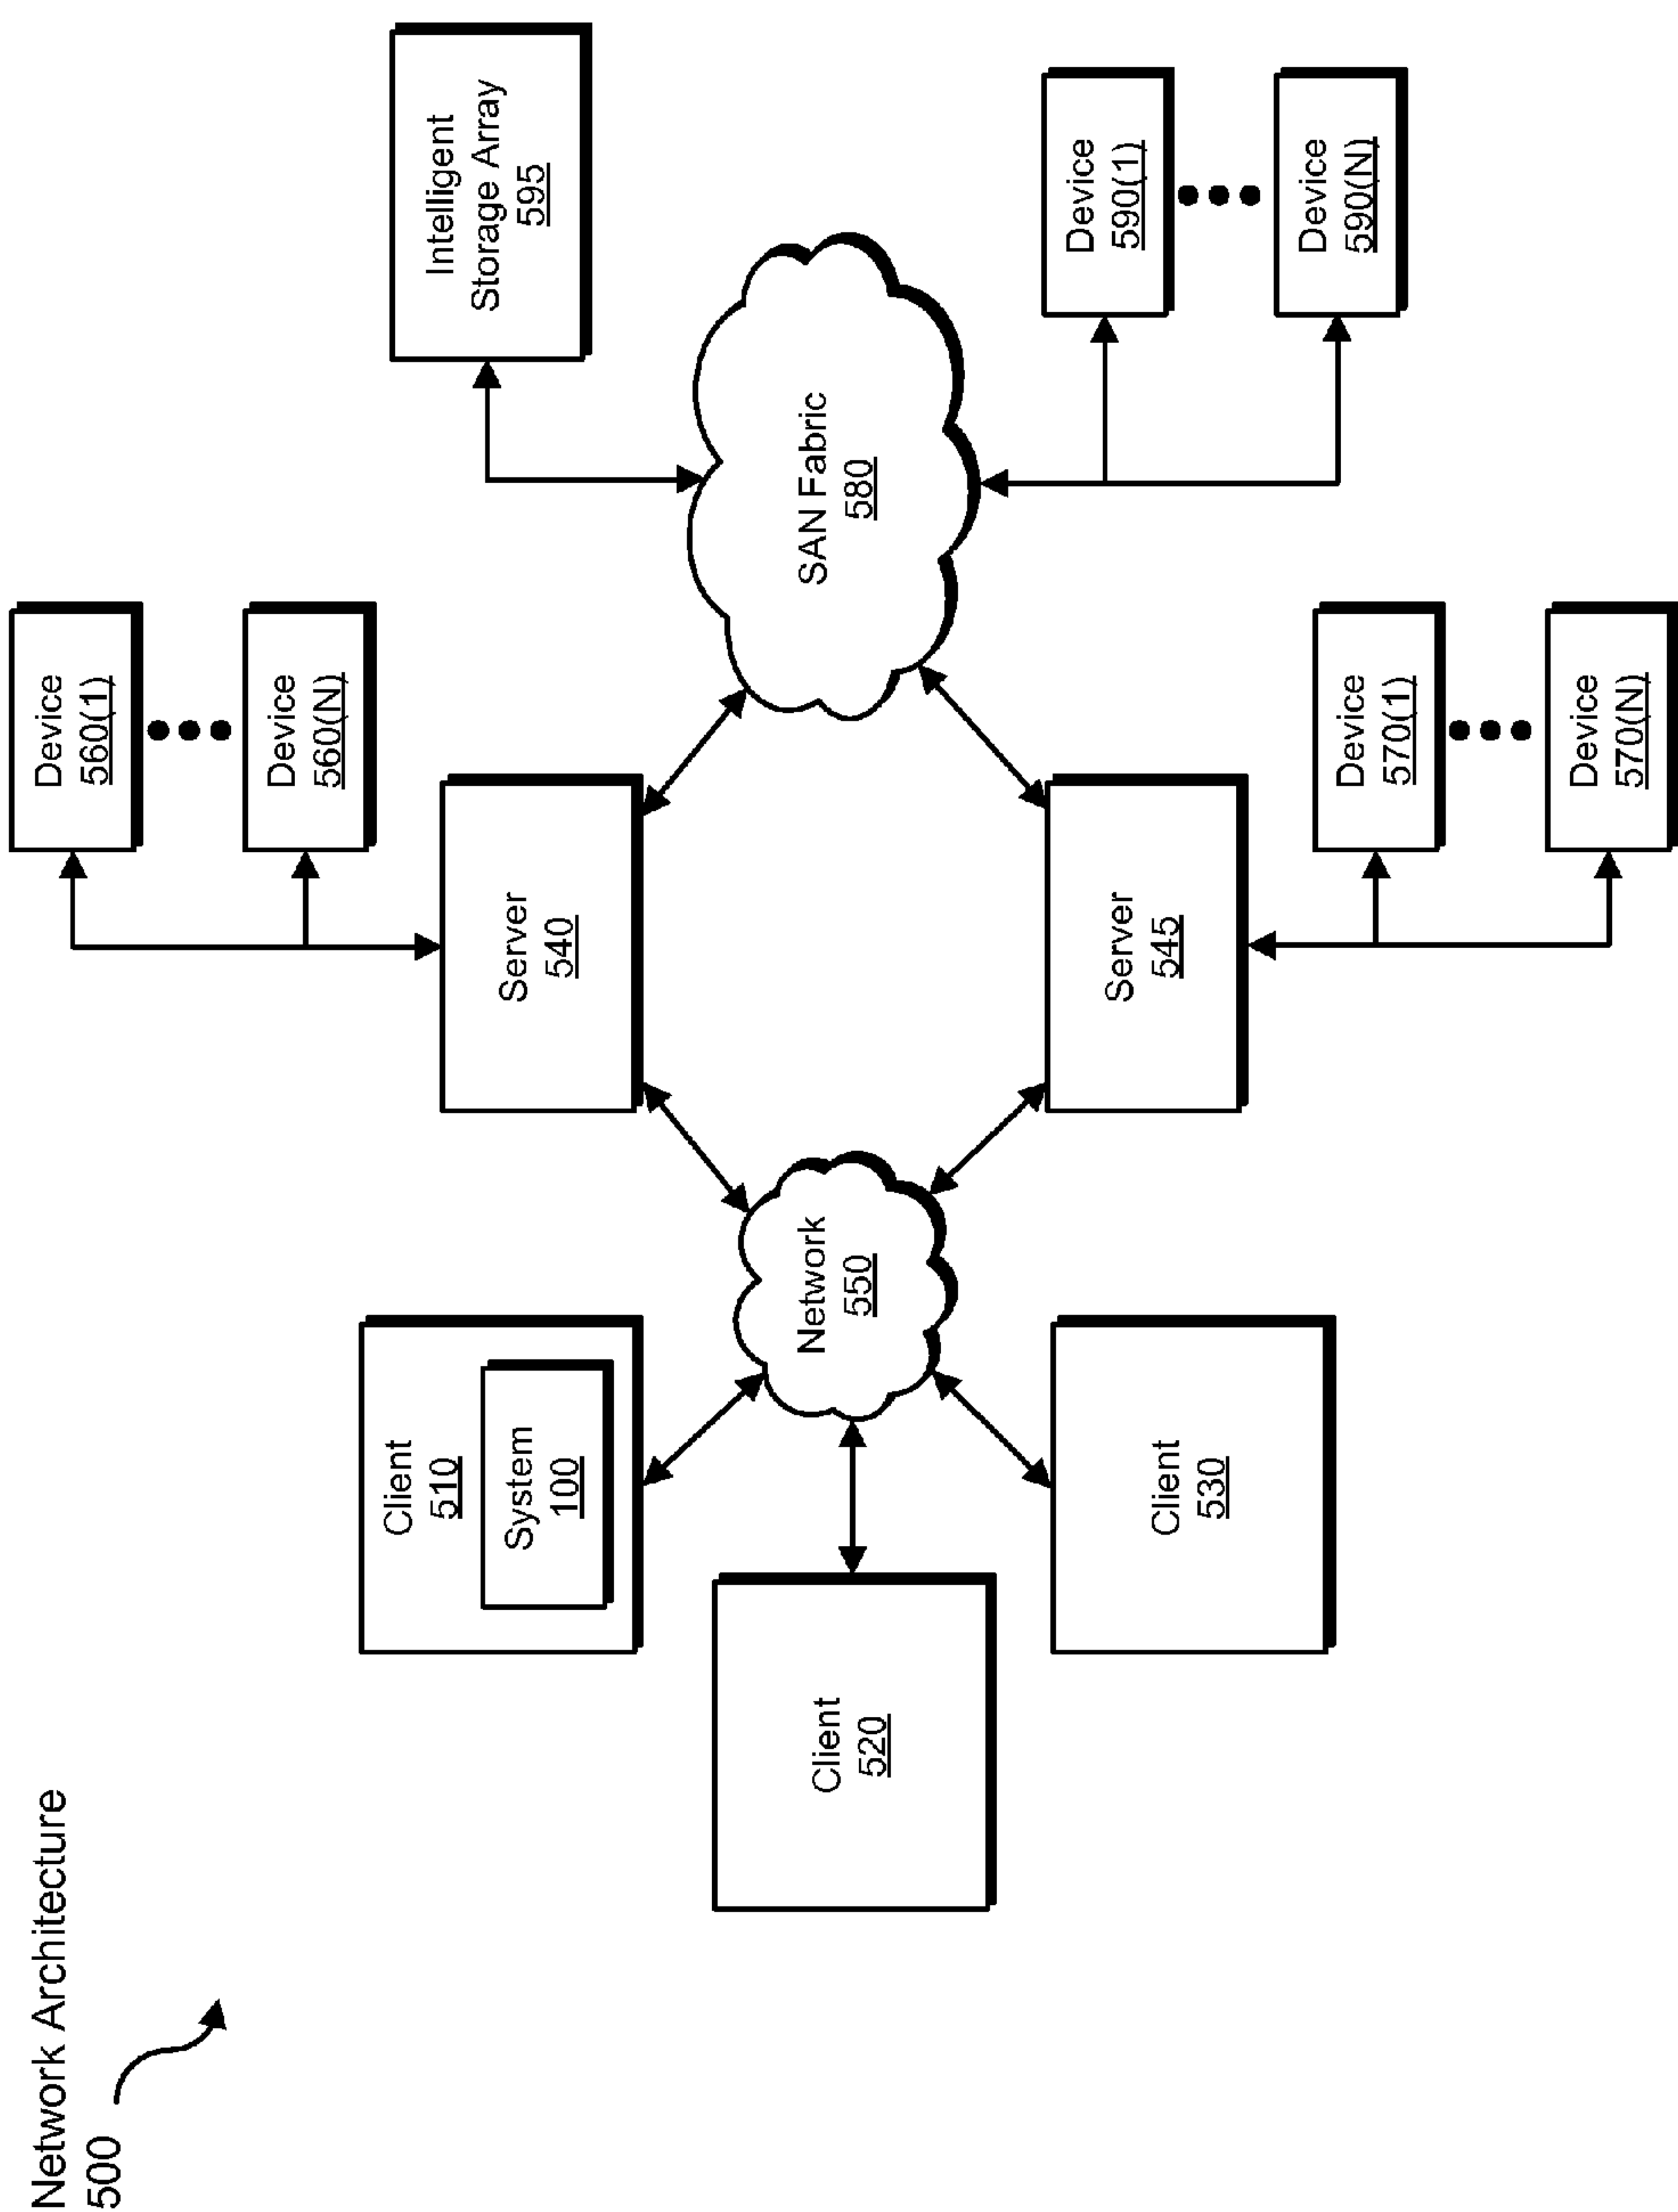 Network Architecture
500
Client
510
System
100
Client
520
Client
530
Network
550
Server
540
Server
545
Device
560(1)
Device
560(N)
Device
570(1)
Device
570(N)
SAN Fabric
580
Intelligent
Storage Array
595
Device
590(1)
Device
590(N)